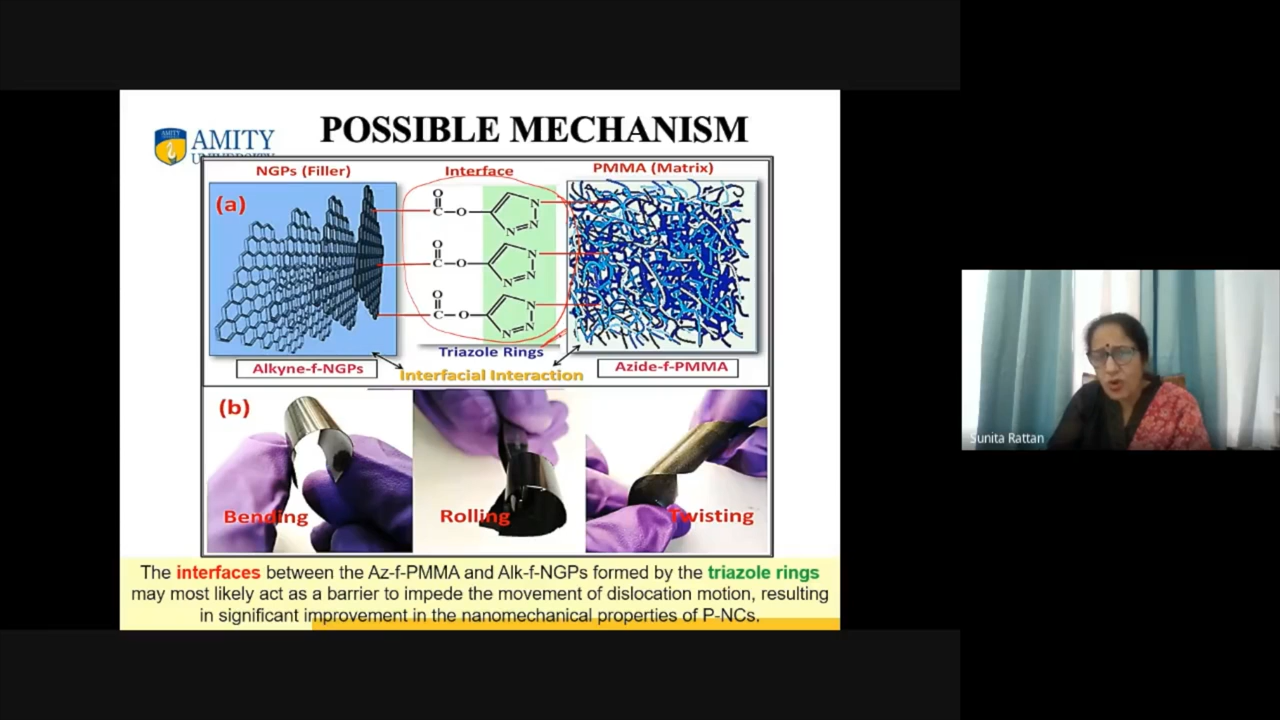 AMITY
AMITY
UNIVERSITY
POSSIBLE MECHANISM
NGPs (Filler)
Interface
PMMA (Matrix)
(a)
O
C
O
N
N
N
O
C
O
N
N
N
O
C
O
N
N
N
Triazole Rings
Alkyne-f-NGPs
Interfacial Interaction
Azide-f-PMMA
(b)
Bending
Rolling
Twisting
The interfaces between the Az-f-PMMA and Alk-f-NGPs formed by the triazole rings
may most likely act as a barrier to impede the movement of dislocation motion, resulting
in significant improvement in the nanomechanical properties of P-NCs.
Sunita Rattan